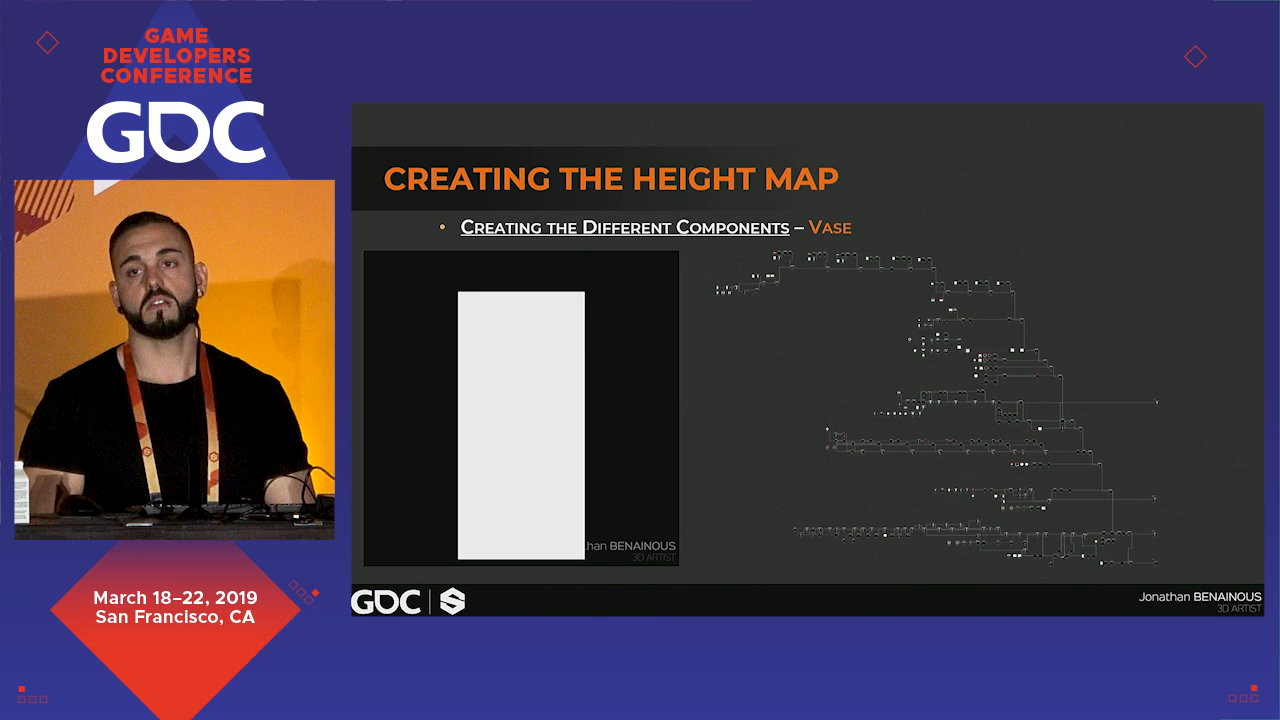 GAME
DEVELOPERS
CONFERENCE
GDC
CREATING THE HEIGHT MAP
• Creating the Different Components – Vase
han BENAINOUS
3D ARTIST
March 18–22, 2019
San Francisco, CA
GDC
Jonathan BENAINOUS
3D ARTIST